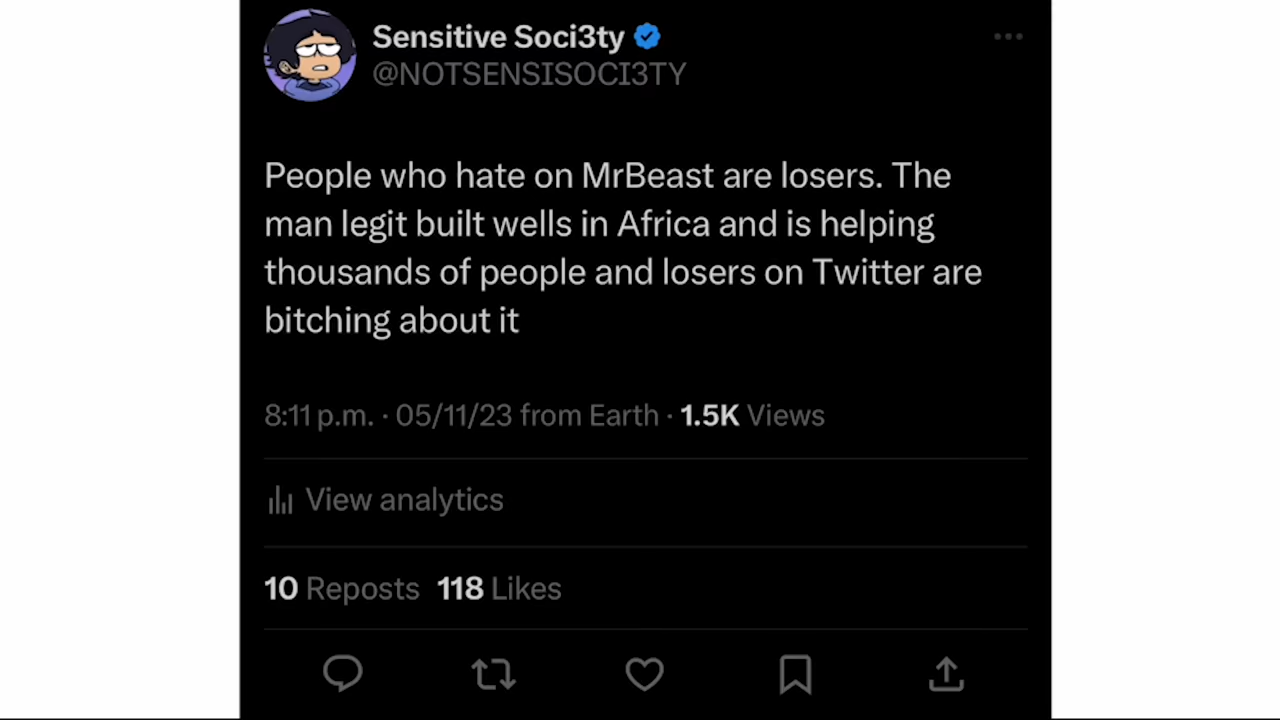 Sensitive Soci3ty
@NOTSENSISOCI3TY
People who hate on MrBeast are losers. The
man legit built wells in Africa and is helping
thousands of people and losers on Twitter are
bitching about it
8:11 p.m. · 05/11/23 from Earth · 1.5K Views
View analytics
10 Reposts 118 Likes